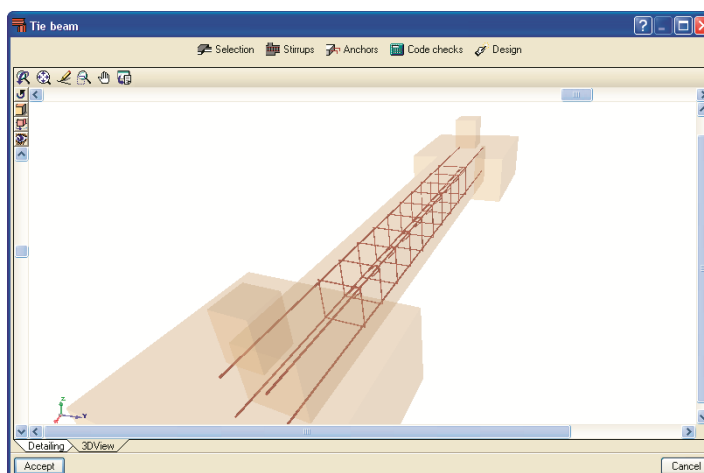 Tie beam
Selection Stirrups Anchors Code checks Design
Z
Y
Detailing 3DView
Accept Cancel